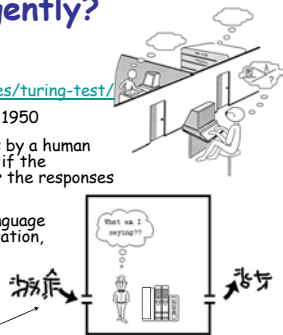 gently?
es/turing-test/
1950
by a human
if the
the responses
nguage
ation,
What am I
saying??